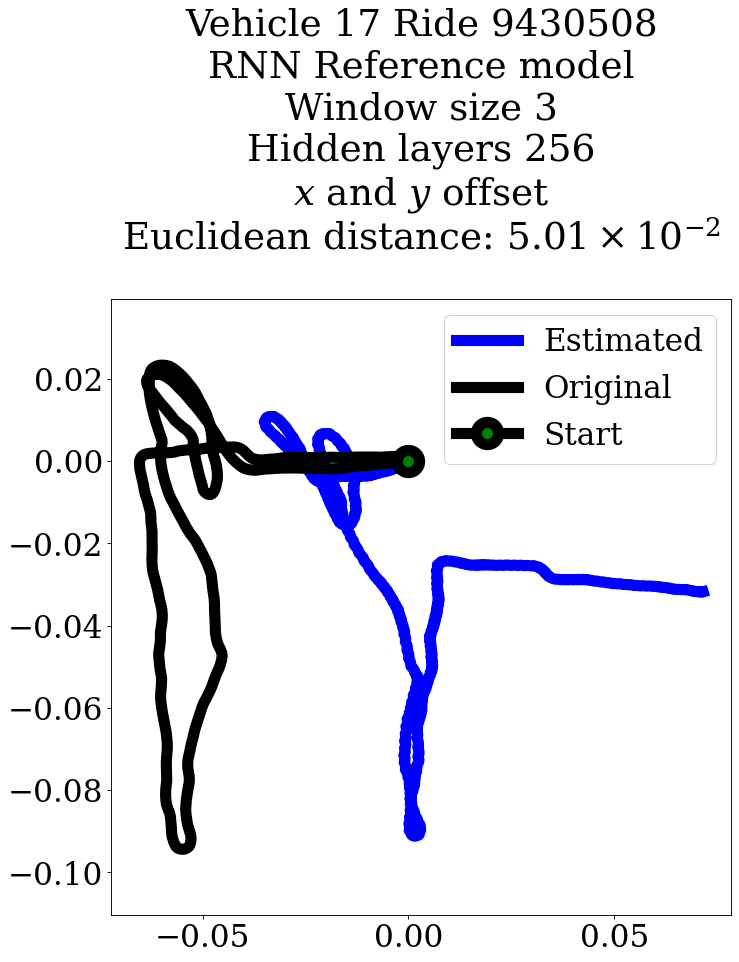 Vehicle 17 Ride 9430508
RNN Reference model
Window size 3
Hidden layers 256
x and y offset
Euclidean distance: 5.01 × 10⁻²
Estimated
Original
Start
0.02
0.00
−0.02
−0.04
−0.06
−0.08
−0.10
−0.05 0.00 0.05